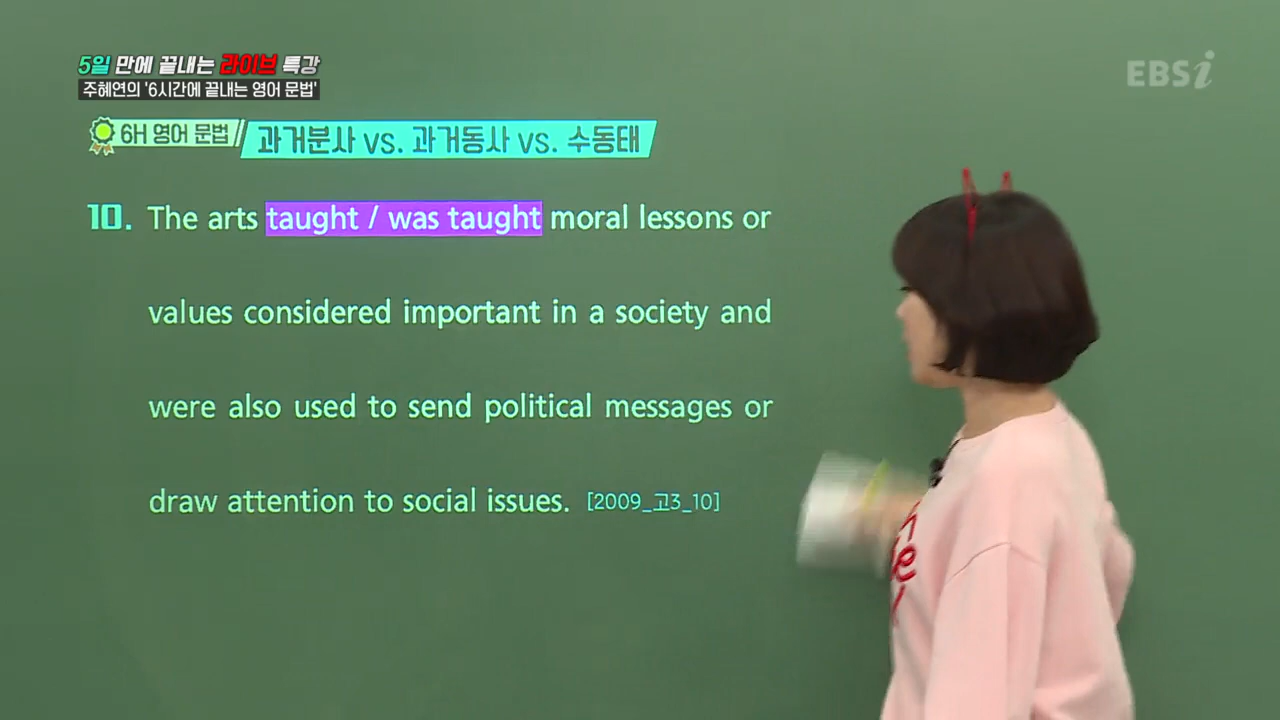 5일 만에 끝내는 라이브 특강
주혜연의 '6시간에 끝내는 영어 문법'
EBSi
6H 영어 문법 과거분사 vs. 과거동사 vs. 수동태
10. The arts taught / was taught moral lessons or
values considered important in a society and
were also used to send political messages or
draw attention to social issues. [2009_고3_10]